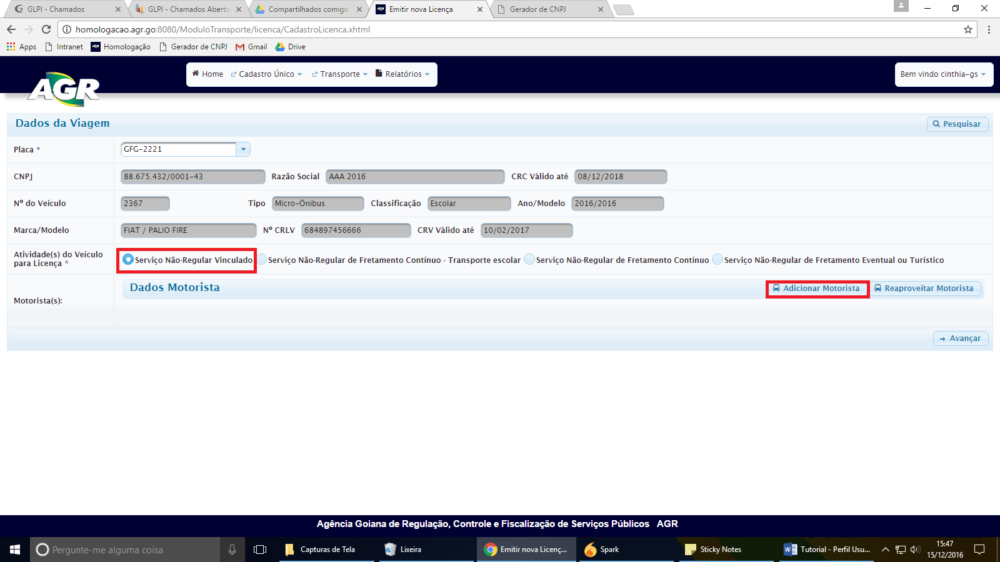 GLPI - Chamados
GLPI - Chamados Aberto
Compartilhados comigo
Emitir nova Licença
Gerador de CNPJ
homologacao.agr.go:8080/ModuloTransporte/licenca/CadastroLicenca.xhtml
Apps Intranet Homologação Gerador de CNPJ Gmail Drive
AGR
Home Cadastro Único Transporte Relatórios
Bem vindo cinthia-gs
Dados da Viagem
Pesquisar
Placa * GFG-2221
CNPJ 88.675.432/0001-43 Razão Social AAA 2016 CRC Válido até 08/12/2018
Nº do Veículo 2367 Tipo Micro-Ônibus Classificação Escolar Ano/Modelo 2016/2016
Marca/Modelo FIAT / PALIO FIRE Nº CRLV 684897456666 CRV Válido até 10/02/2017
Atividade(s) do Veículo
para Licença *
Serviço Não-Regular Vinculado Serviço Não-Regular de Fretamento Contínuo - Transporte escolar Serviço Não-Regular de Fretamento Contínuo Serviço Não-Regular de Fretamento Eventual ou Turístico
Motorista(s):
Dados Motorista
Adicionar Motorista Reaproveitar Motorista
Avançar
Agência Goiana de Regulação, Controle e Fiscalização de Serviços Públicos AGR
Pergunte-me alguma coisa
Capturas de Tela
Lixeira
Emitir nova Licenç...
Spark
Sticky Notes
Tutorial - Perfil Usu...
15:47
15/12/2016